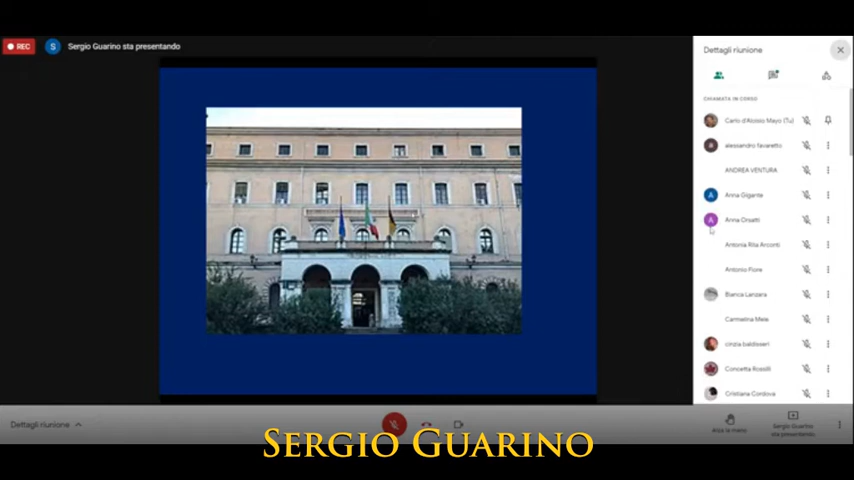 REC
S
Sergio Guarino sta presentando
Dettagli riunione
CHIAMATA IN CORSO
Carlo d'Aloisio Mayo (Tu)
alessandro favaretto
ANDREA VENTURA
Anna Gigante
A
Anna Orsatti
Antonia Rita Arconti
Antonio Fiore
Bianca Lanzara
Carmelina Mele
cinzia baldisseri
Concetta Rossilli
Cristiana Cordova
Dettagli riunione
Alza la mano
Sergio Guarino
sta presentando
SERGIO GUARINO